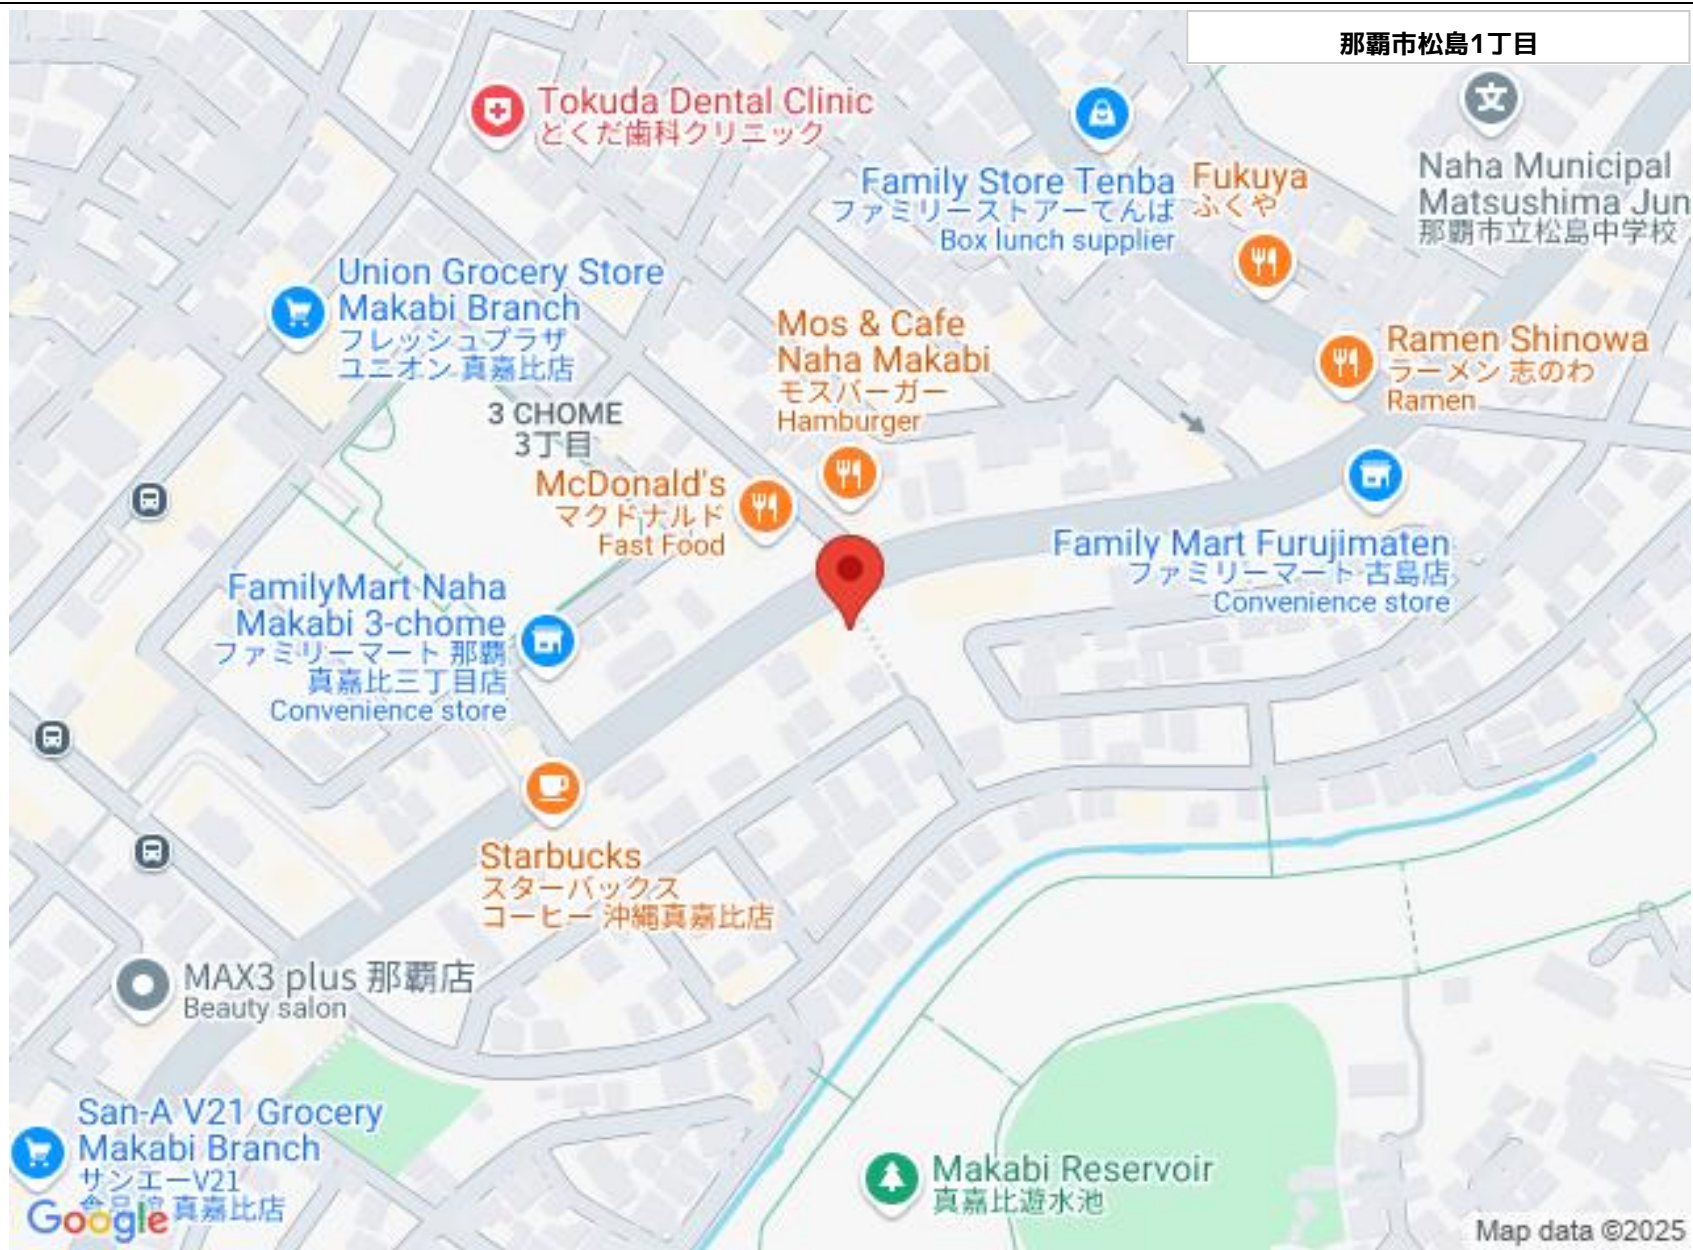 那覇市松島1丁目
Tokuda Dental Clinic
とくだ歯科クリニック
Family Store Tenba
ファミリーストアーてんば
Box lunch supplier
Fukuya
ふくや
Naha Municipal
Matsushima Jun
那覇市立松島中学校
Union Grocery Store
Makabi Branch
フレッシュプラザ
ユニオン 真嘉比店
Mos & Cafe
Naha Makabi
モスバーガー
Hamburger
Ramen Shinowa
ラーメン 志のわ
Ramen
3 CHOME
3丁目
McDonald's
マクドナルド
Fast Food
Family Mart Furujimaten
ファミリーマート 古島店
Convenience store
FamilyMart Naha
Makabi 3-chome
ファミリーマート 那覇
真嘉比三丁目店
Convenience store
Starbucks
スターバックス
コーヒー 沖縄真嘉比店
MAX3 plus 那覇店
Beauty salon
San-A V21 Grocery
Makabi Branch
サンエーV21
食品館 真嘉比店
Google
Makabi Reservoir
真嘉比遊水池
Map data ©2025